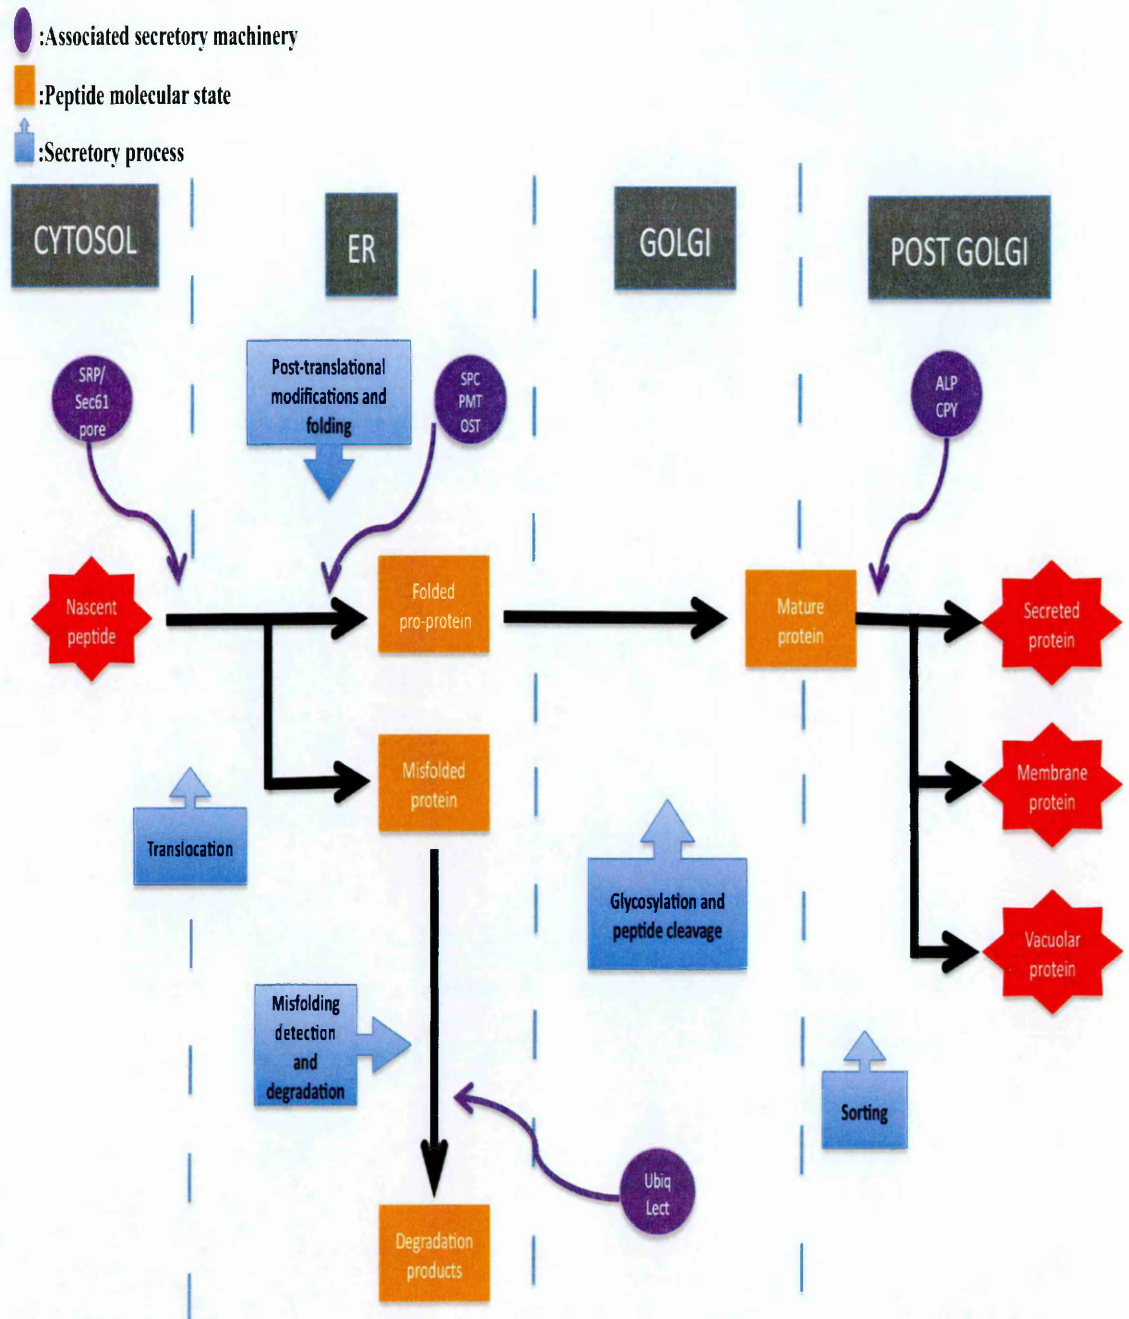 :Associated secretory machinery
:Peptide molecular state
:Secretory process
CYTOSOL
ER
GOLGI
POST GOLGI
SRP/
Sec61
pore
Post-translational
modifications and
folding
SPC
PMT
OST
ALP
CPY
Nascent
peptide
Folded
pro-protein
Mature
protein
Secreted
protein
Misfolded
protein
Membrane
protein
Translocation
Glycosylation and
peptide cleavage
Vacuolar
protein
Misfolding
detection
and
degradation
Sorting
Ubiq
Lect
Degradation
products